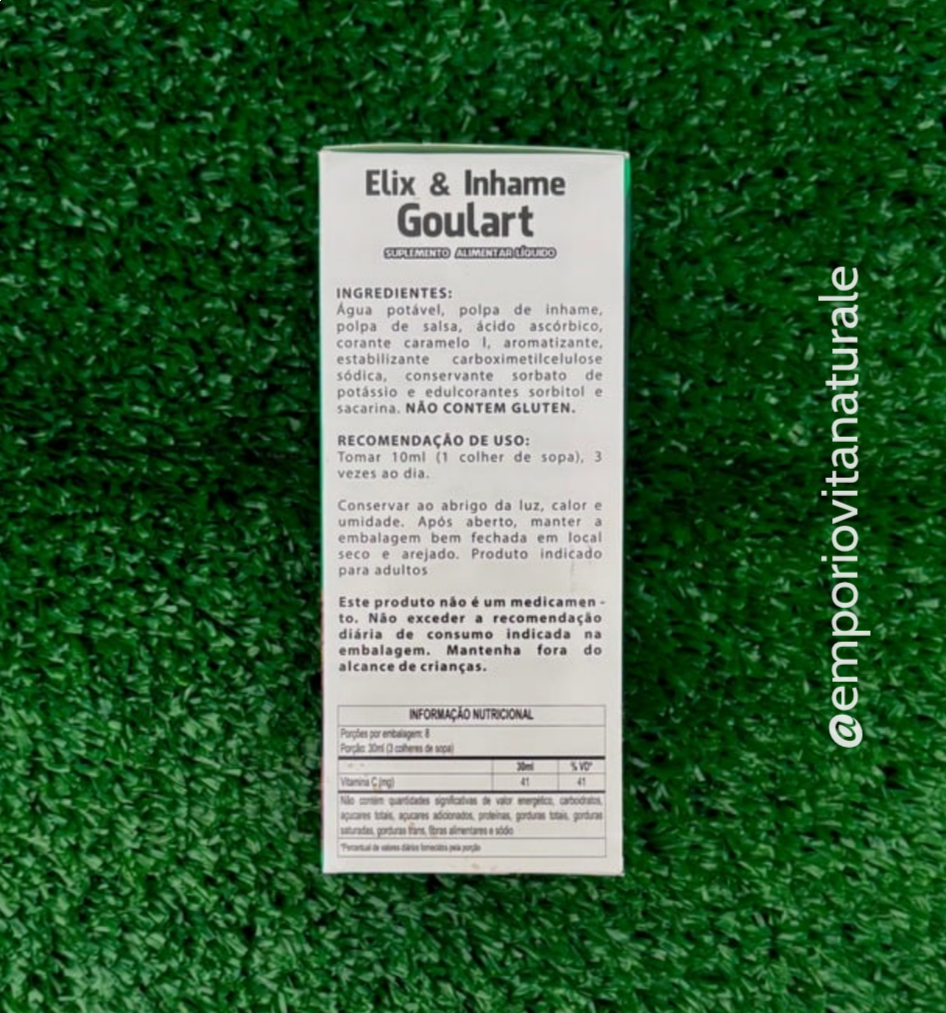 Elix & Inhame
Goulart
SUPLEMENTO ALIMENTAR LÍQUIDO
INGREDIENTES:
Água potável, polpa de inhame,
polpa de salsa, ácido ascórbico,
corante caramelo I, aromatizante,
estabilizante carboximetilcelulose
sódica, conservante sorbato de
potássio e edulcorantes sorbitol e
sacarina. NÃO CONTEM GLUTEN.
RECOMENDAÇÃO DE USO:
Tomar 10ml (1 colher de sopa), 3
vezes ao dia.
Conservar ao abrigo da luz, calor e
umidade. Após aberto, manter a
embalagem bem fechada em local
seco e arejado. Produto indicado
para adultos
Este produto não é um medicamen -
to. Não exceder a recomendação
diária de consumo indicada na
embalagem. Mantenha fora do
alcance de crianças.
INFORMAÇÃO NUTRICIONAL
Porções por embalagem: 8
Porção: 30ml (3 colheres de sopa)
30ml %VD*
Vitamina C (mg) 41 41
Não contém quantidades significativas de valor energético, carboidratos,
açucares totais, açucares adicionados, proteínas, gorduras totais, gorduras
saturadas, gorduras trans, fibras alimentares e sódio
*Percentual de valores diários fornecidos pela porção
@emporiovitanaturale